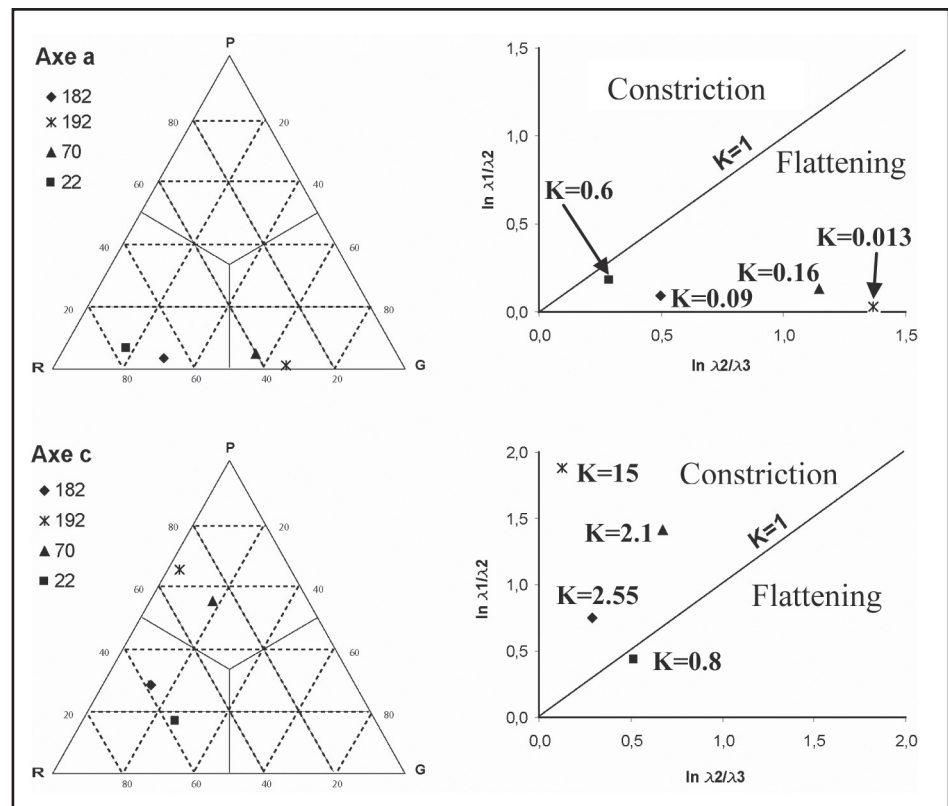 Axe a
182
192
70
22
P
80 20
60 40
40 60
20 80
R G
80 60 40 20
1,5
1,0
0,5
0,0
0,0 0,5 1,0 1,5
ln λ1/λ2
ln λ2/λ3
Constriction
K=1
Flattening
K=0.6
K=0.013
K=0.16
K=0.09
Axe c
182
192
70
22
P
80 20
60 40
40 60
20 80
R G
80 60 40 20
2,0
1,5
1,0
0,5
0,0
0,0 0,5 1,0 1,5 2,0
ln λ1/λ2
ln λ2/λ3
K=15
Constriction
K=2.1
K=1
K=2.55
Flattening
K=0.8